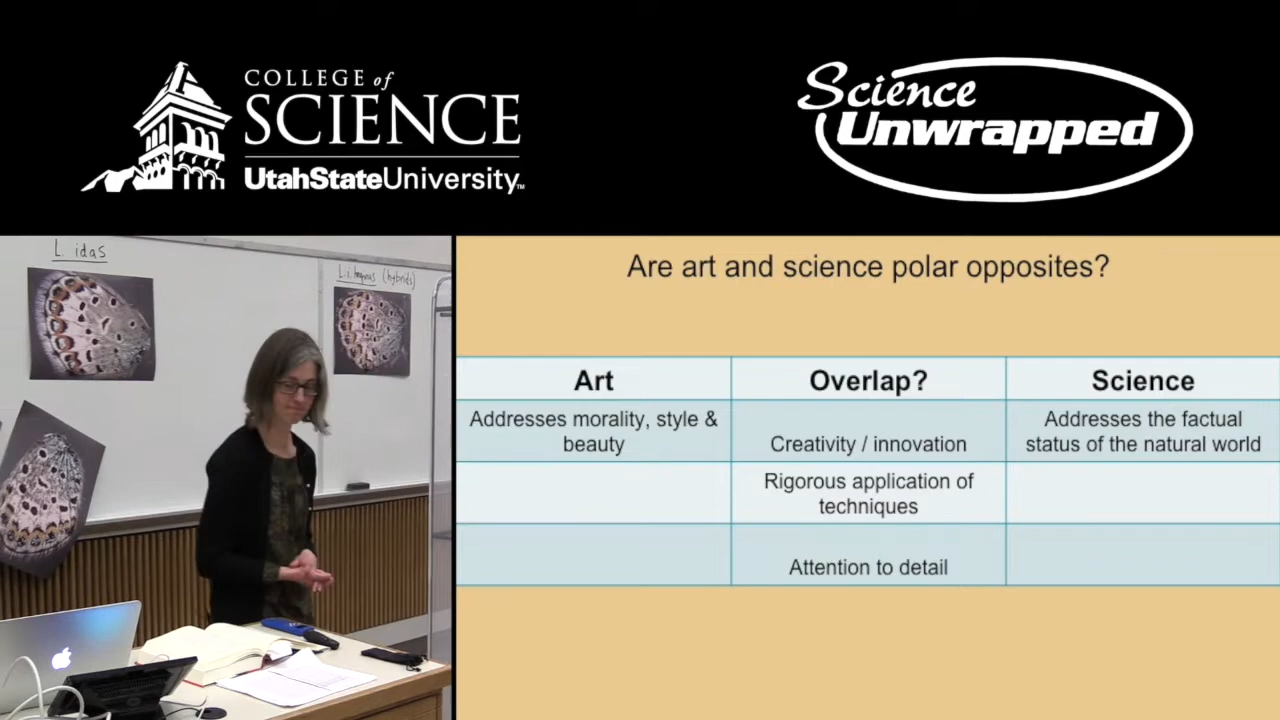 COLLEGE of
SCIENCE
UtahStateUniversity™
Science
Unwrapped
L. idas
(hybrids)
Are art and science polar opposites?
Art
Overlap?
Science
Addresses morality, style &
beauty
Creativity / innovation
Addresses the factual
status of the natural world
Rigorous application of
techniques
Attention to detail